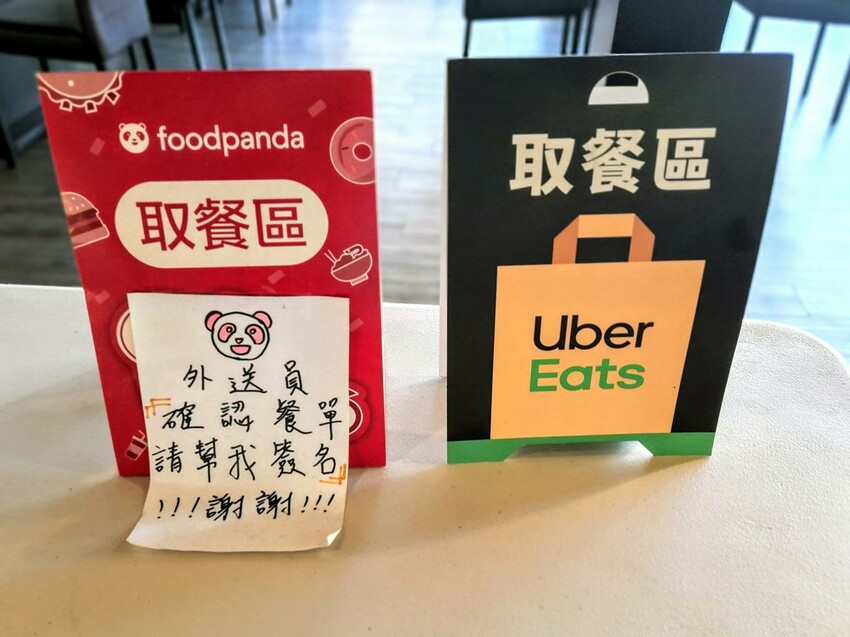 foodpanda
取餐區
外送員
確認餐單
請幫我簽名
!!!謝謝!!!
取餐區
Uber
Eats